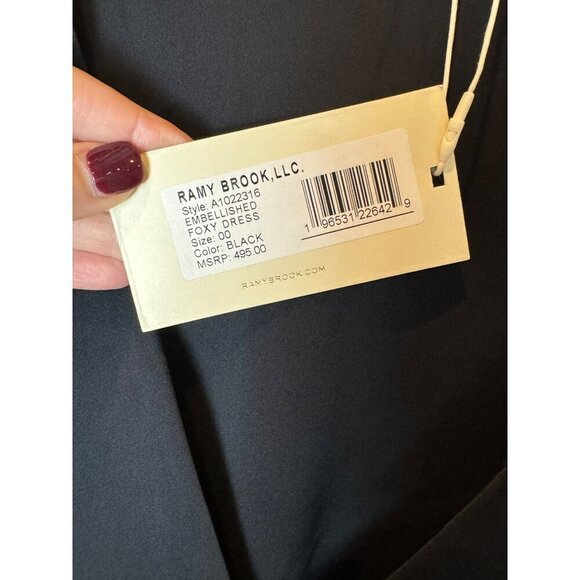 RAMY BROOK,LLC.
Style: A1022316
EMBELLISHED
FOXY DRESS
Size: 00
Color: BLACK
MSRP: 495.00
1 96531 22642 9
RAMYBROOK.COM